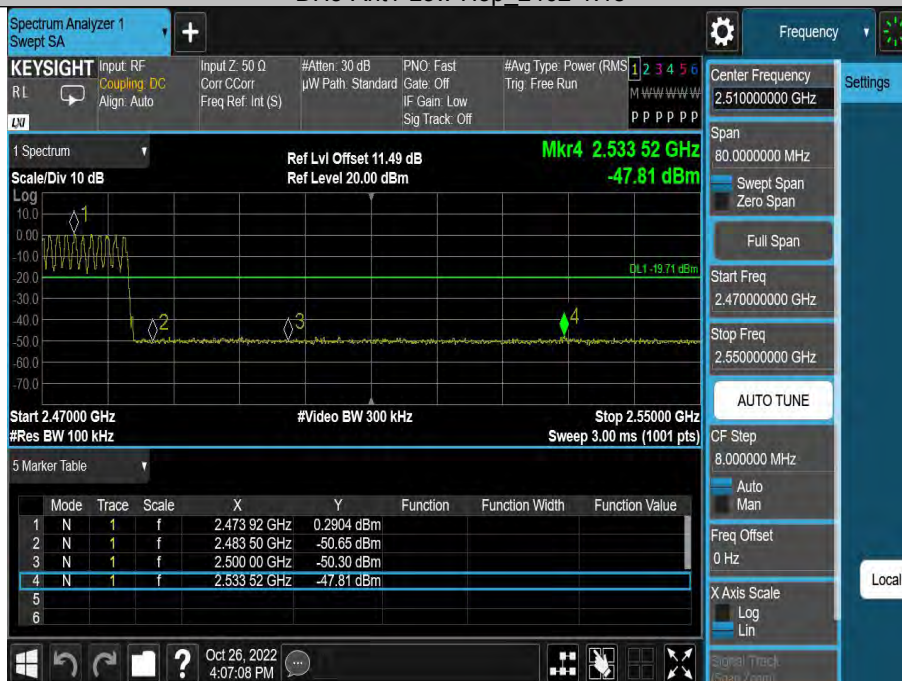 Spectrum Analyzer 1
Swept SA
+
Frequency
KEYSIGHT
RL
LXI
Input: RF
Coupling: DC
Align: Auto
Input Z: 50 Ω
Corr CCorr
Freq Ref: Int (S)
#Atten: 30 dB
µW Path: Standard
PNO: Fast
Gate: Off
IF Gain: Low
Sig Track: Off
#Avg Type: Power (RMS
Trig: Free Run
1 2 3 4 5 6
M W W W W W
P P P P P P
Center Frequency
2.510000000 GHz
Settings
Span
80.0000000 MHz
Swept Span
Zero Span
Full Span
Start Freq
2.470000000 GHz
Stop Freq
2.550000000 GHz
AUTO TUNE
CF Step
8.000000 MHz
Auto
Man
Freq Offset
0 Hz
X Axis Scale
Log
Lin
Signal Track
(Span Zoom)
Local
1 Spectrum
Scale/Div 10 dB
Ref Lvl Offset 11.49 dB
Ref Level 20.00 dBm
Mkr4 2.533 52 GHz
-47.81 dBm
Log
10.0
0.00
-10.0
-20.0
-30.0
-40.0
-50.0
-60.0
-70.0
1
2
3
4
DL1 -19.71 dBm
Start 2.47000 GHz
#Res BW 100 kHz
#Video BW 300 kHz
Stop 2.55000 GHz
Sweep 3.00 ms (1001 pts)
5 Marker Table
Mode Trace Scale X Y Function Function Width Function Value
1 N 1 f 2.473 92 GHz 0.2904 dBm
2 N 1 f 2.483 50 GHz -50.65 dBm
3 N 1 f 2.500 00 GHz -50.30 dBm
4 N 1 f 2.533 52 GHz -47.81 dBm
5
6
?
Oct 26, 2022
4:07:08 PM